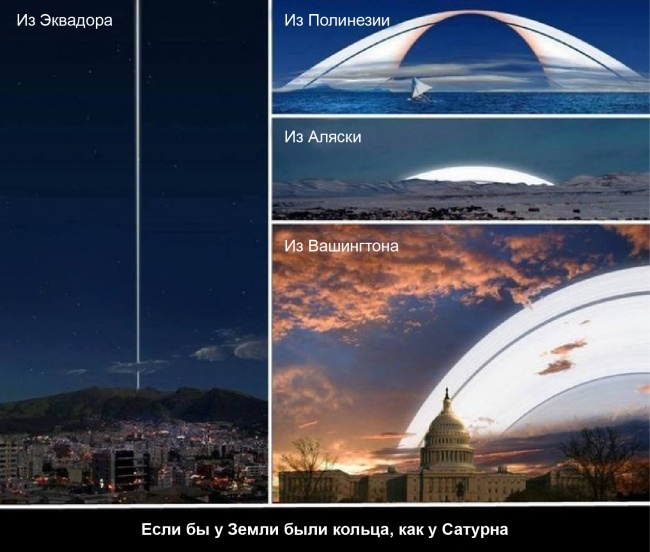 Из Эквадора
Из Полинезии
Из Аляски
Из Вашингтона
Если бы у Земли были кольца, как у Сатурна